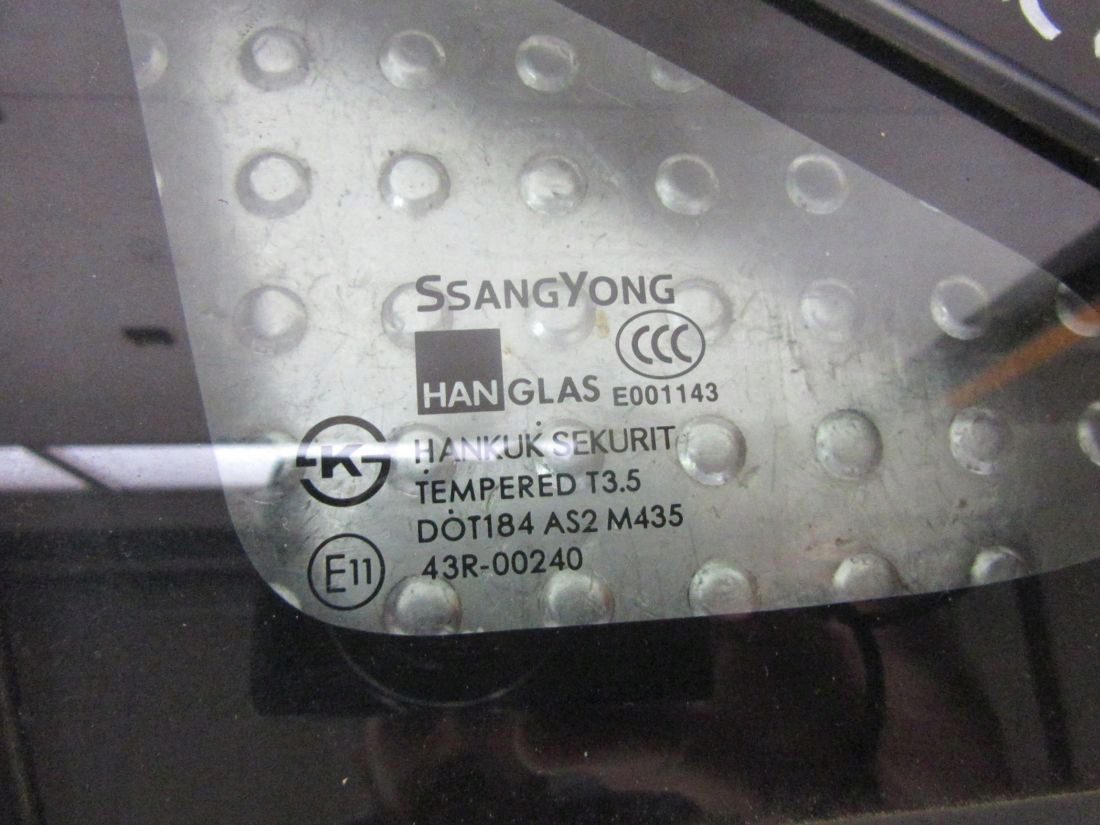 SSANGYONG
CCC
HANGLAS E001143
K HANKUK SEKURIT
TEMPERED T3.5
DOT184 AS2 M435
E11 43R-00240